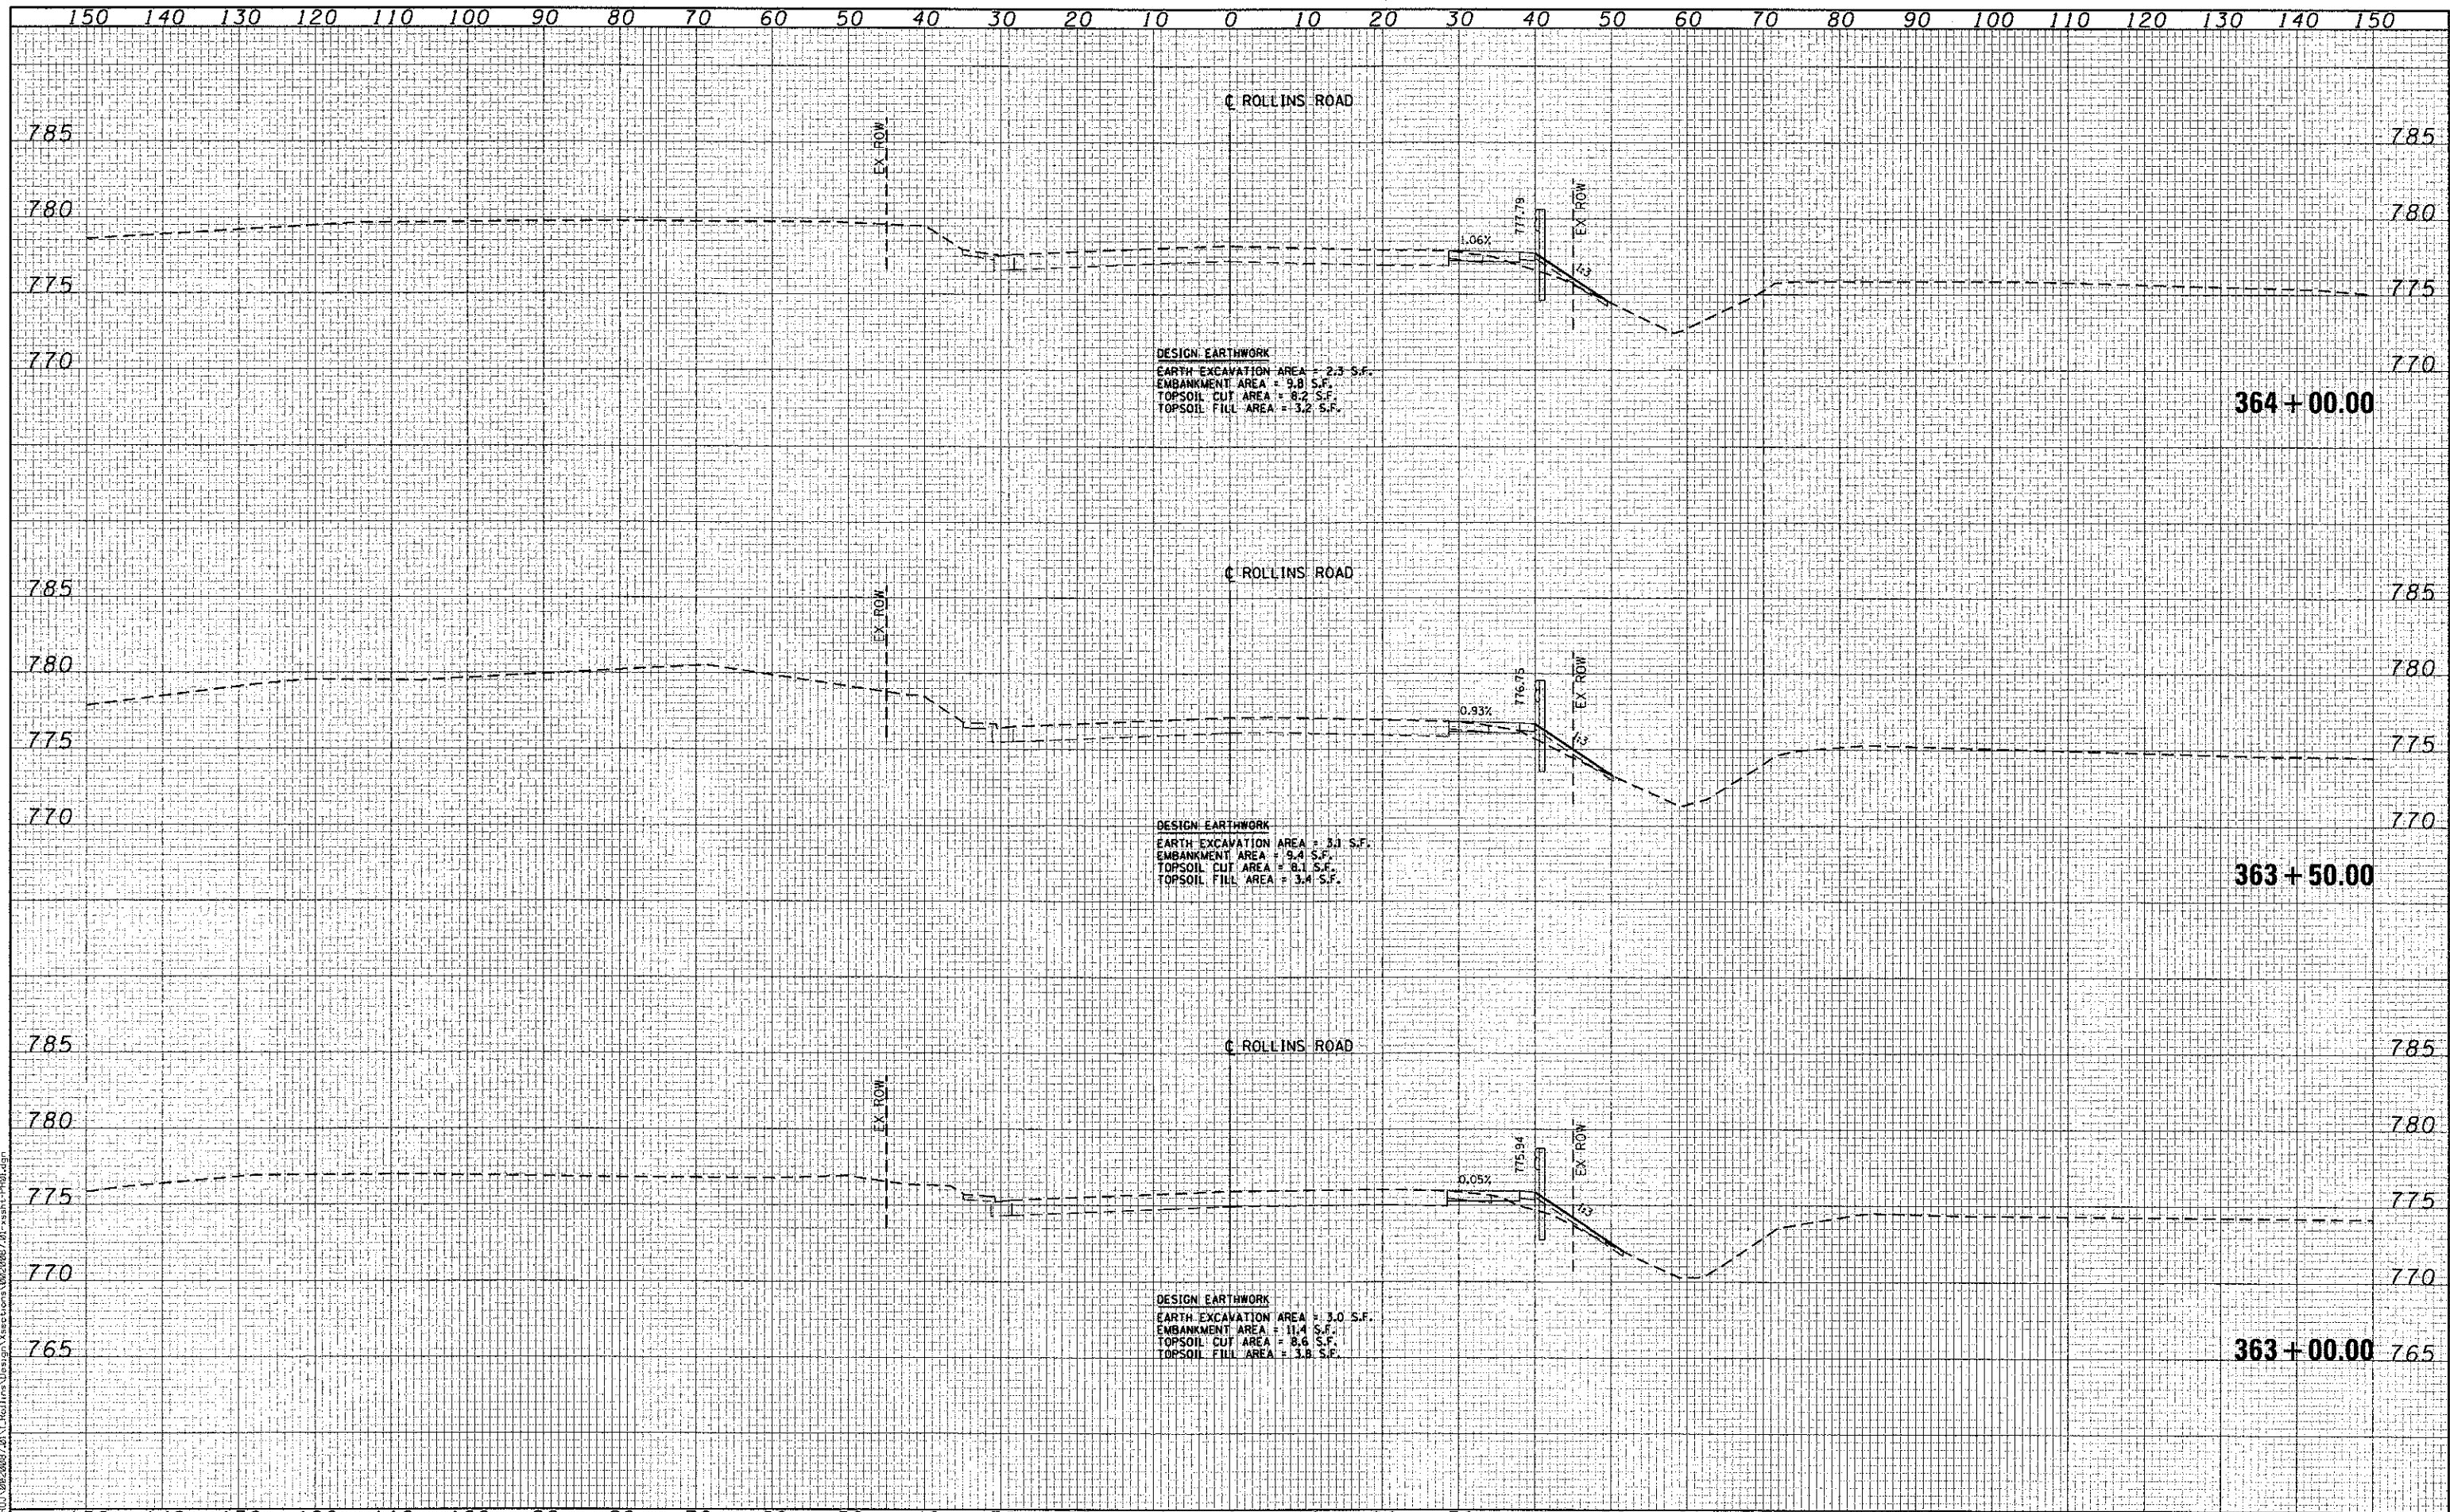 150 140 130 120 110 100 90 80 70 60 50 40 30 20 10 0 10 20 30 40 50 60 70 80 90 100 110 120 130 140 150
℄ ROLLINS ROAD
785 785
EX ROW
780 777.79 EX ROW 780
1.06%
1:3
775 775
770 770
DESIGN EARTHWORK
EARTH EXCAVATION AREA = 2.3 S.F.
EMBANKMENT AREA = 9.8 S.F.
TOPSOIL CUT AREA = 8.2 S.F.
TOPSOIL FILL AREA = 3.2 S.F.
364 + 00.00
℄ ROLLINS ROAD
785 785
EX ROW
780 776.75 EX ROW 780
0.93%
1:3
775 775
770 770
DESIGN EARTHWORK
EARTH EXCAVATION AREA = 3.1 S.F.
EMBANKMENT AREA = 9.4 S.F.
TOPSOIL CUT AREA = 8.1 S.F.
TOPSOIL FILL AREA = 3.4 S.F.
363 + 50.00
℄ ROLLINS ROAD
785 785
EX ROW
780 775.94 EX ROW 780
0.05%
1:3
775 775
770 770
DESIGN EARTHWORK
EARTH EXCAVATION AREA = 3.0 S.F.
EMBANKMENT AREA = 11.4 S.F.
TOPSOIL CUT AREA = 8.6 S.F.
TOPSOIL FILL AREA = 3.8 S.F.
765 363 + 00.00 765